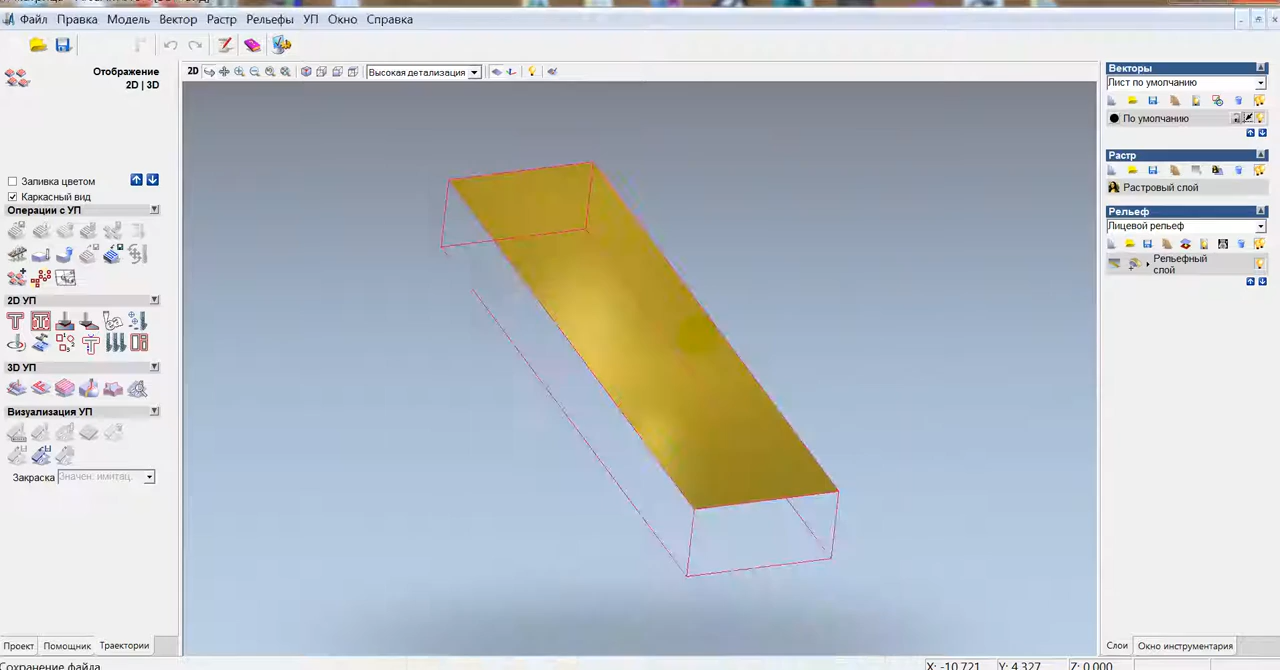 Файл Правка Модель Вектор Растр Рельефы УП Окно Справка
Отображение
2D | 3D
2D
Высокая детализация
Заливка цветом
Каркасный вид
Операции с УП
2D УП
3D УП
Визуализация УП
Закраска
Значен. имитац.
Проект Помощник Траектории
Векторы
Лист по умолчанию
По умолчанию
Растр
Растровый слой
Рельеф
Лицевой рельеф
Рельефный
слой
Слои Окно инструментария
Сохранение файла
X: -10.721 Y: 4.327 Z: 0.000